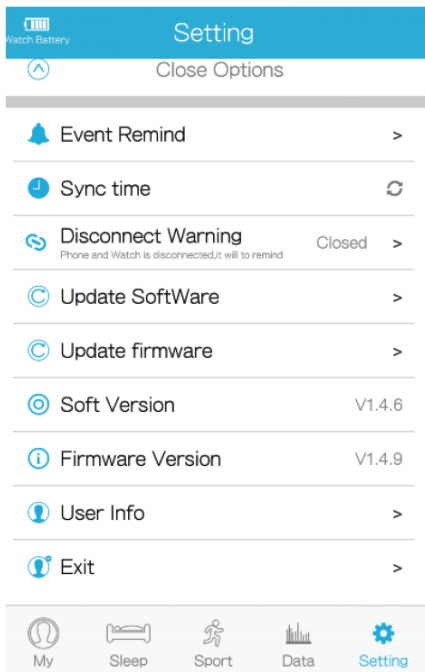 Watch Battery
Setting
Close Options
Event Remind >
Sync time
Disconnect Warning Closed >
Phone and Watch is disconnected,it will to remind
Update SoftWare >
Update firmware >
Soft Version V1.4.6
Firmware Version V1.4.9
User Info >
Exit >
My Sleep Sport Data Setting